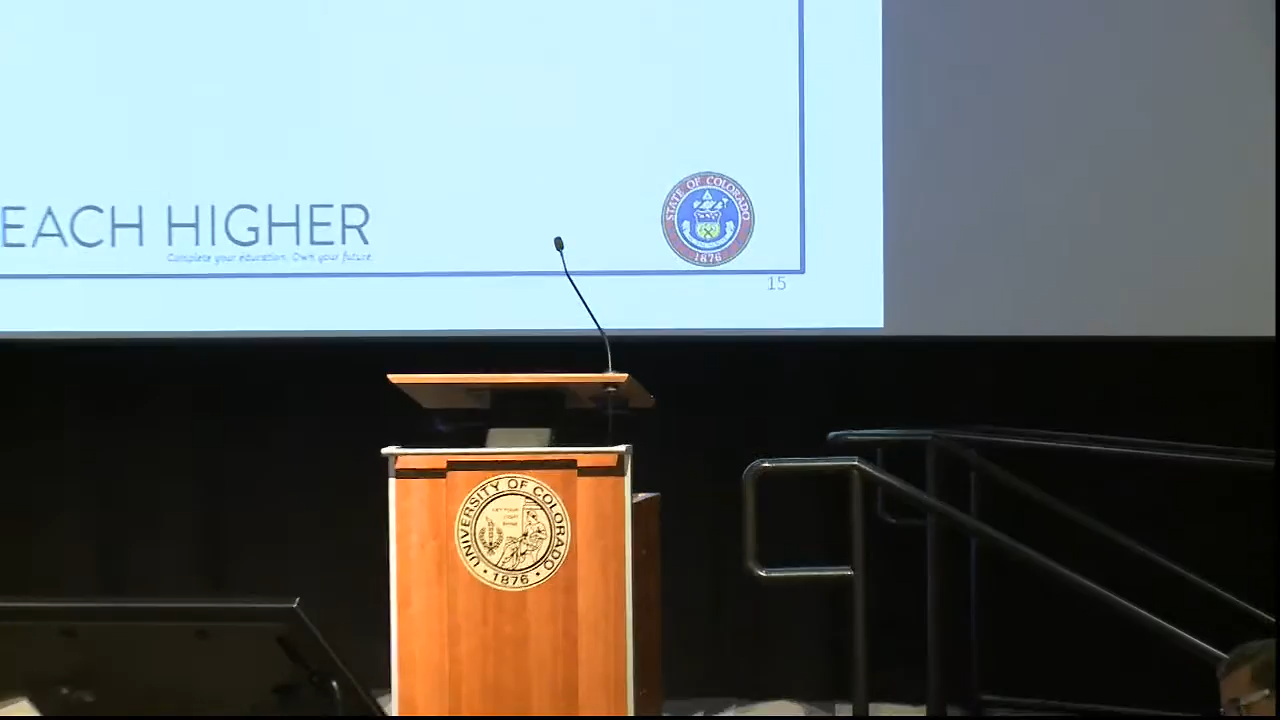 EACH HIGHER
Complete your education. Own your future.
STATE OF COLORADO
1876
15
UNIVERSITY OF COLORADO
1876